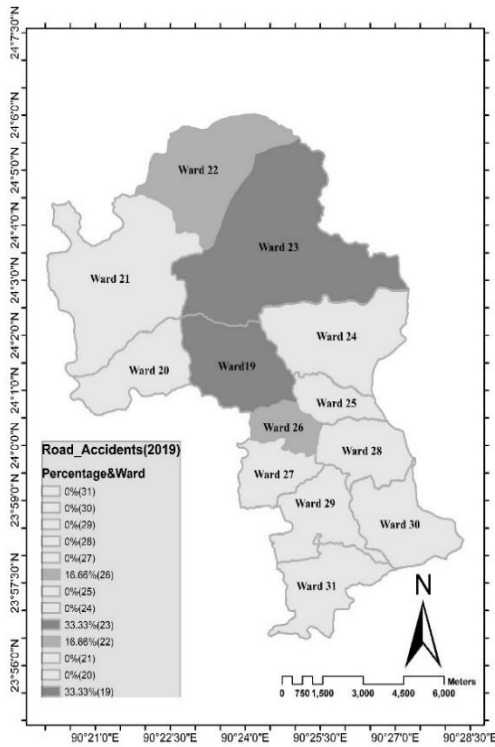 24°7'30"N
24°6'0"N
24°5'0"N
24°4'0"N
24°3'0"N
24°2'0"N
24°1'0"N
24°0'0"N
23°59'0"N
23°57'30"N
23°56'0"N
Ward 22
Ward 23
Ward 21
Ward 24
Ward19
Ward 20
Ward 25
Ward 26
Ward 28
Ward 27
Ward 29
Ward 30
Ward 31
Road_Accidents(2019)
Percentage&Ward
0%(31)
0%(30)
0%(29)
0%(28)
0%(27)
16.66%(26)
0%(25)
0%(24)
33.33%(23)
16.66%(22)
0%(21)
0%(20)
33.33%(19)
N
Meters
0 750 1,500 3,000 4,500 6,000
90°21'0"E 90°22'30"E 90°24'0"E 90°25'30"E 90°27'0"E 90°28'30"E